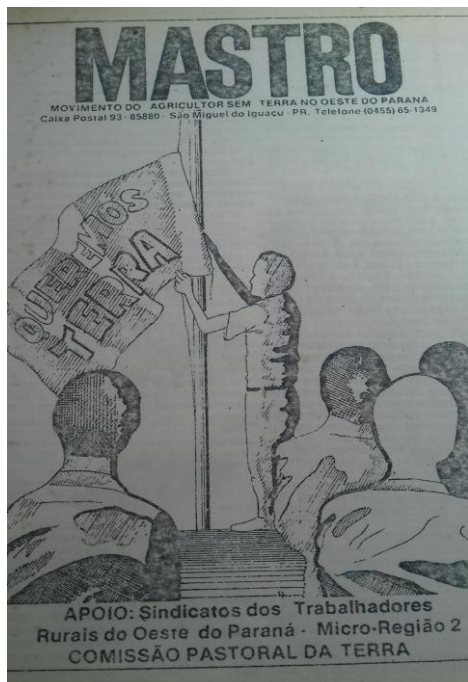 MASTRO
MOVIMENTO DO AGRICULTOR SEM TERRA NO OESTE DO PARANÁ
Caixa Postal 93 - 85880 - São Miguel do Iguaçu - PR. Telefone (0455) 65-1349
QUEREMOS
TERRA
APOIO: Sindicatos dos Trabalhadores
Rurais do Oeste do Paraná - Micro-Região 2
COMISSÃO PASTORAL DA TERRA